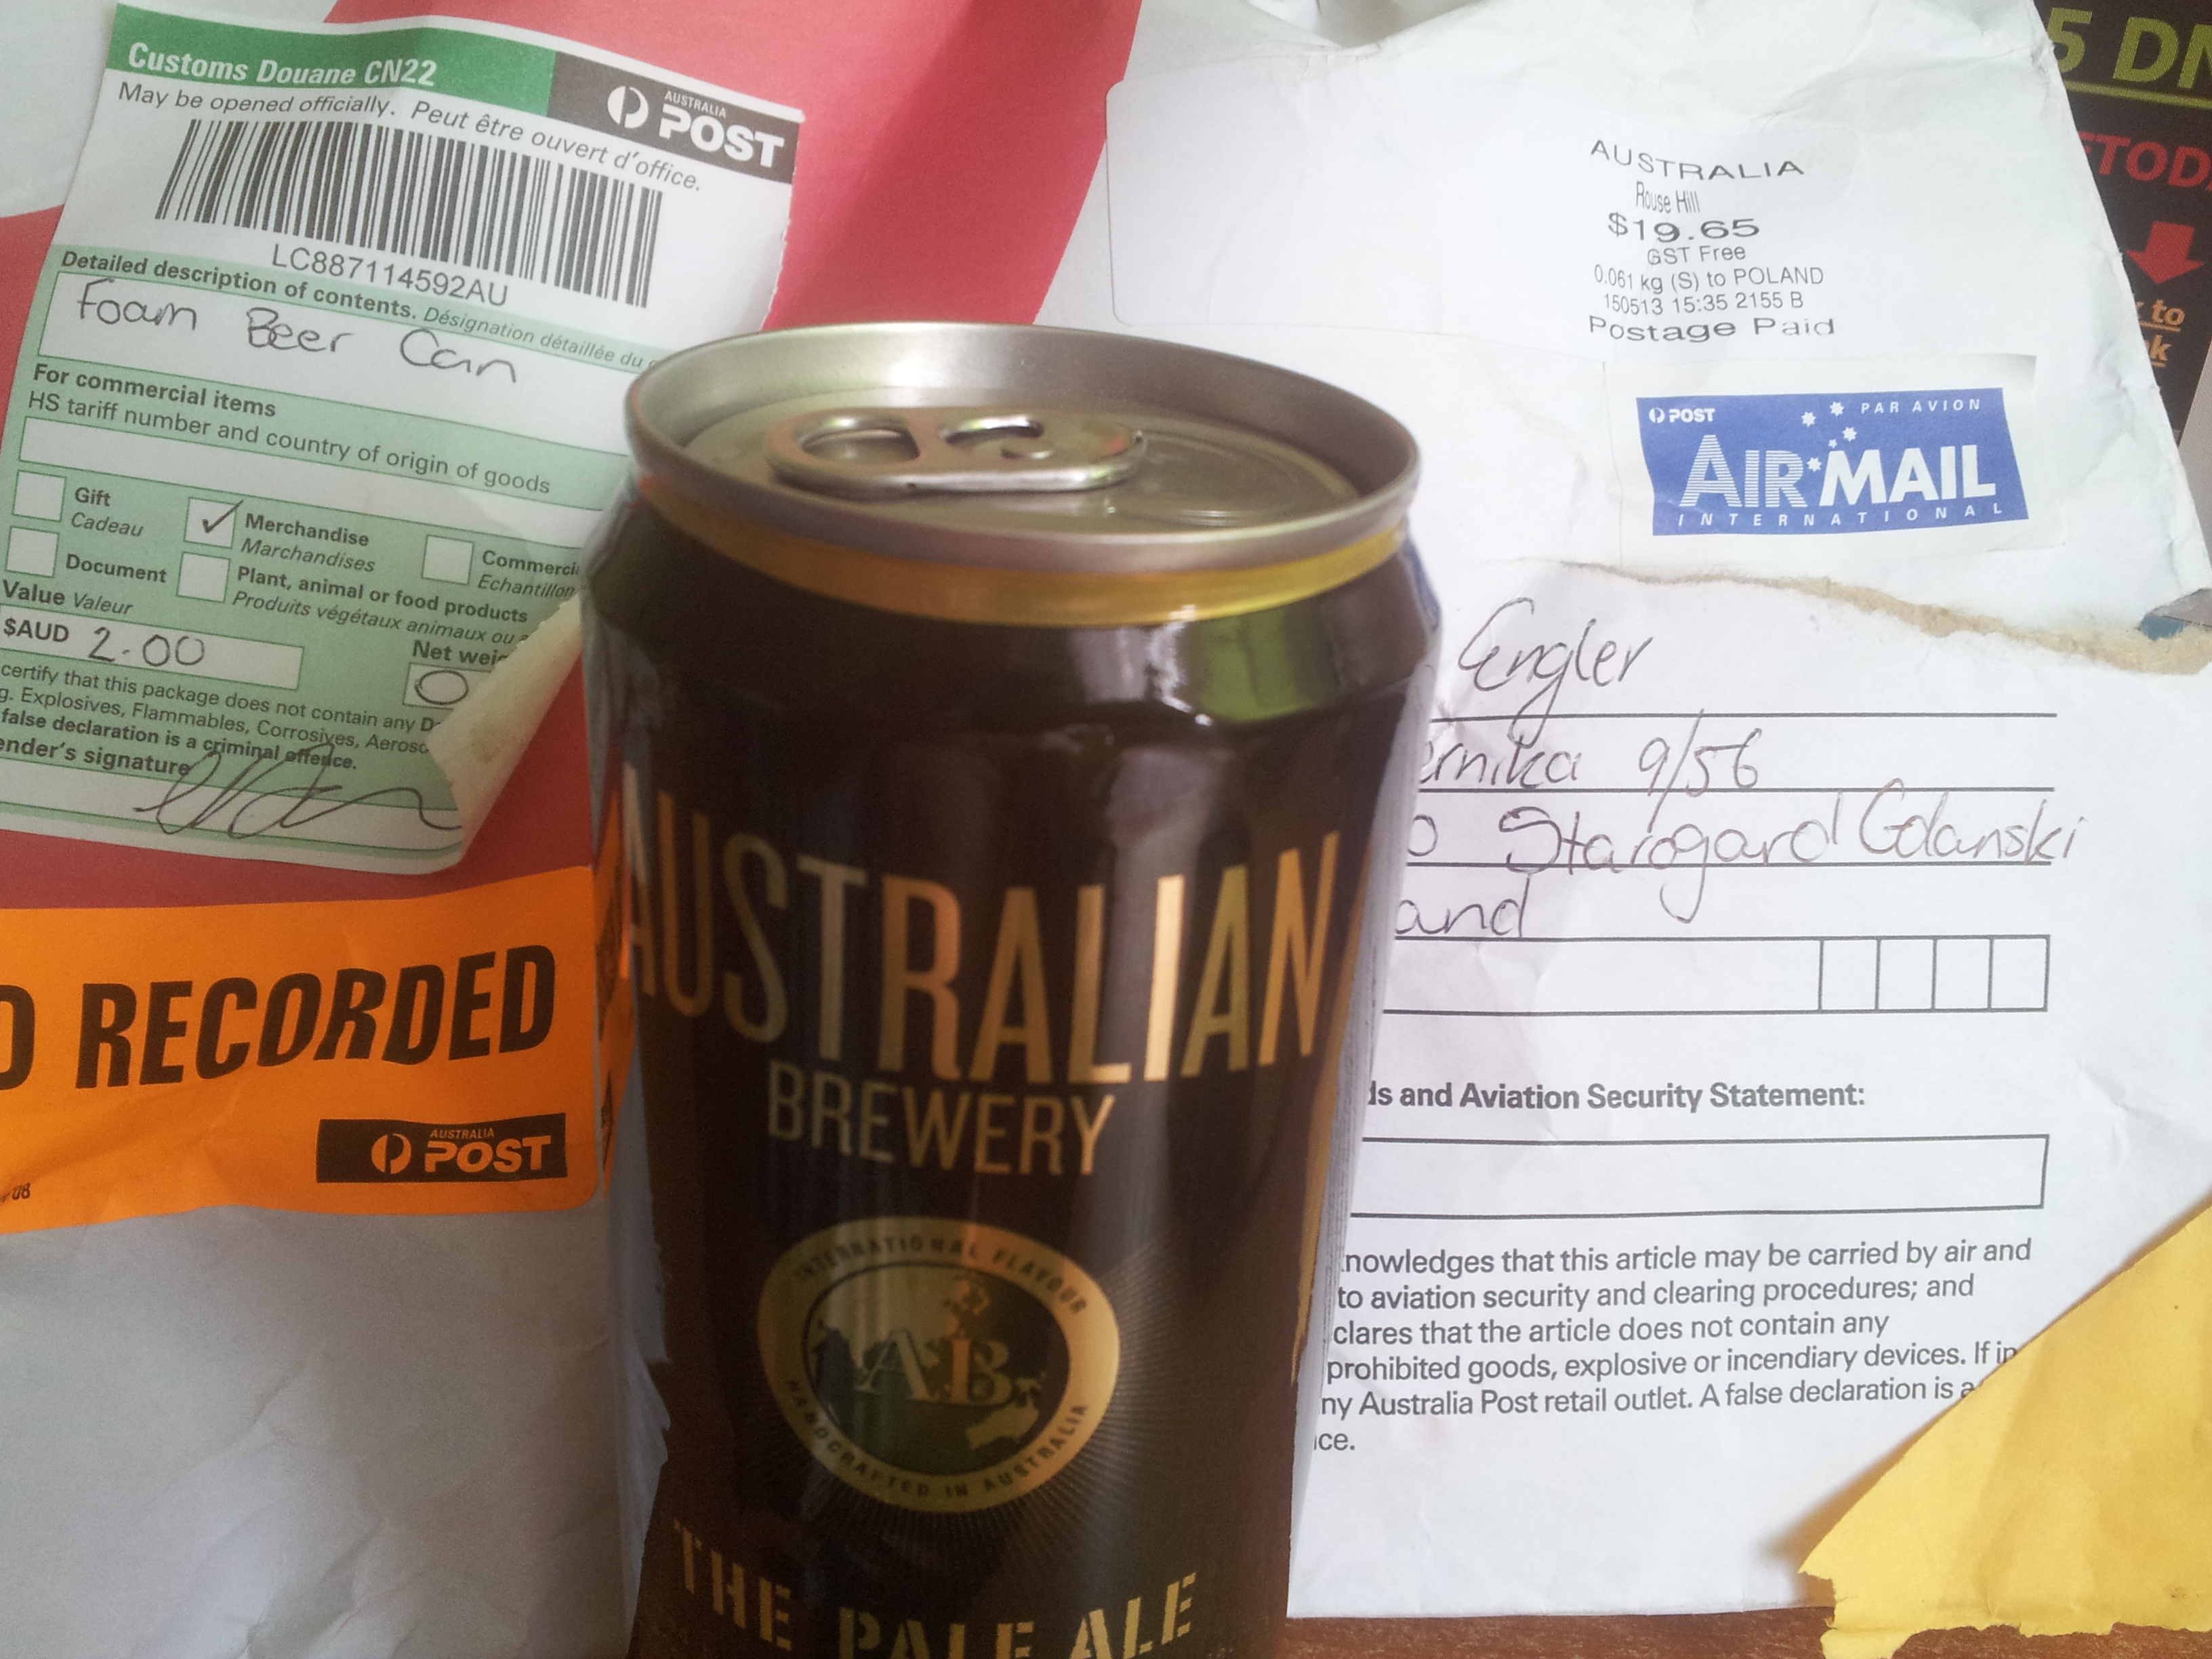 Customs Douane CN22
AUSTRALIA
POST
May be opened officially. Peut être ouvert d'office.
LC887114592AU
Detailed description of contents. Désignation détaillée du
Foam Beer Can
For commercial items
HS tariff number and country of origin of goods
Gift
Cadeau
Merchandise
Marchandises
Commerci
Echantillon
Document
Plant, animal or food products
Produits végétaux animaux ou
Value Valeur
$AUD 2.00
Net weig
certify that this package does not contain any D
g. Explosives, Flammables, Corrosives, Aeroso
false declaration is a criminal offence.
ender's signature
D RECORDED
AUSTRALIA
POST
08
AUSTRALIAN
BREWERY
INTERNATIONAL FLAVOUR
AB
HANDCRAFTED IN AUSTRALIA
THE PALE ALE
AUSTRALIA
Rouse Hill
$19.65
GST Free
0.061 kg (S) to POLAND
150513 15:35 2155 B
Postage Paid
POST PAR AVION
AIR MAIL
INTERNATIONAL
Engler
ernika 9/56
0 Starogard Gdanski
and
ds and Aviation Security Statement:
nowledges that this article may be carried by air and
to aviation security and clearing procedures; and
clares that the article does not contain any
prohibited goods, explosive or incendiary devices. If in
ny Australia Post retail outlet. A false declaration is a
ce.
5 DN
ETOD
to
k